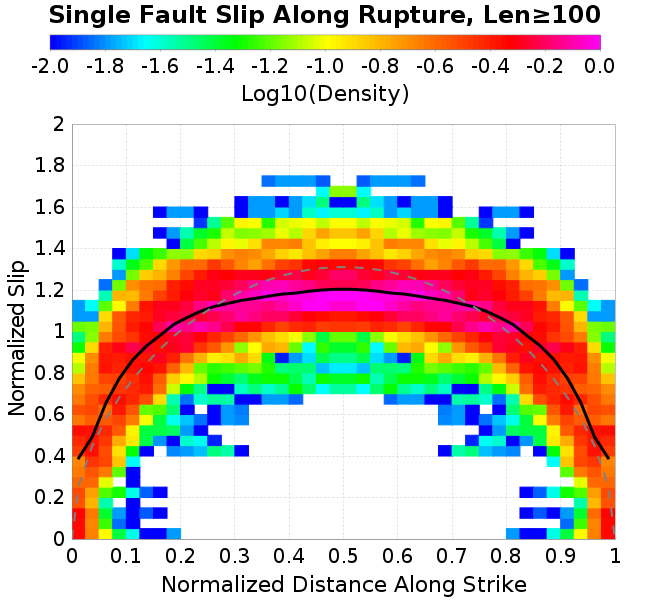 Single Fault Slip Along Rupture, Len≥100
-2.0 -1.8 -1.6 -1.4 -1.2 -1.0 -0.8 -0.6 -0.4 -0.2 0.0
Log10(Density)
2
1.8
1.6
1.4
1.2
1
0.8
0.6
0.4
0.2
0
Normalized Slip
0 0.1 0.2 0.3 0.4 0.5 0.6 0.7 0.8 0.9 1
Normalized Distance Along Strike